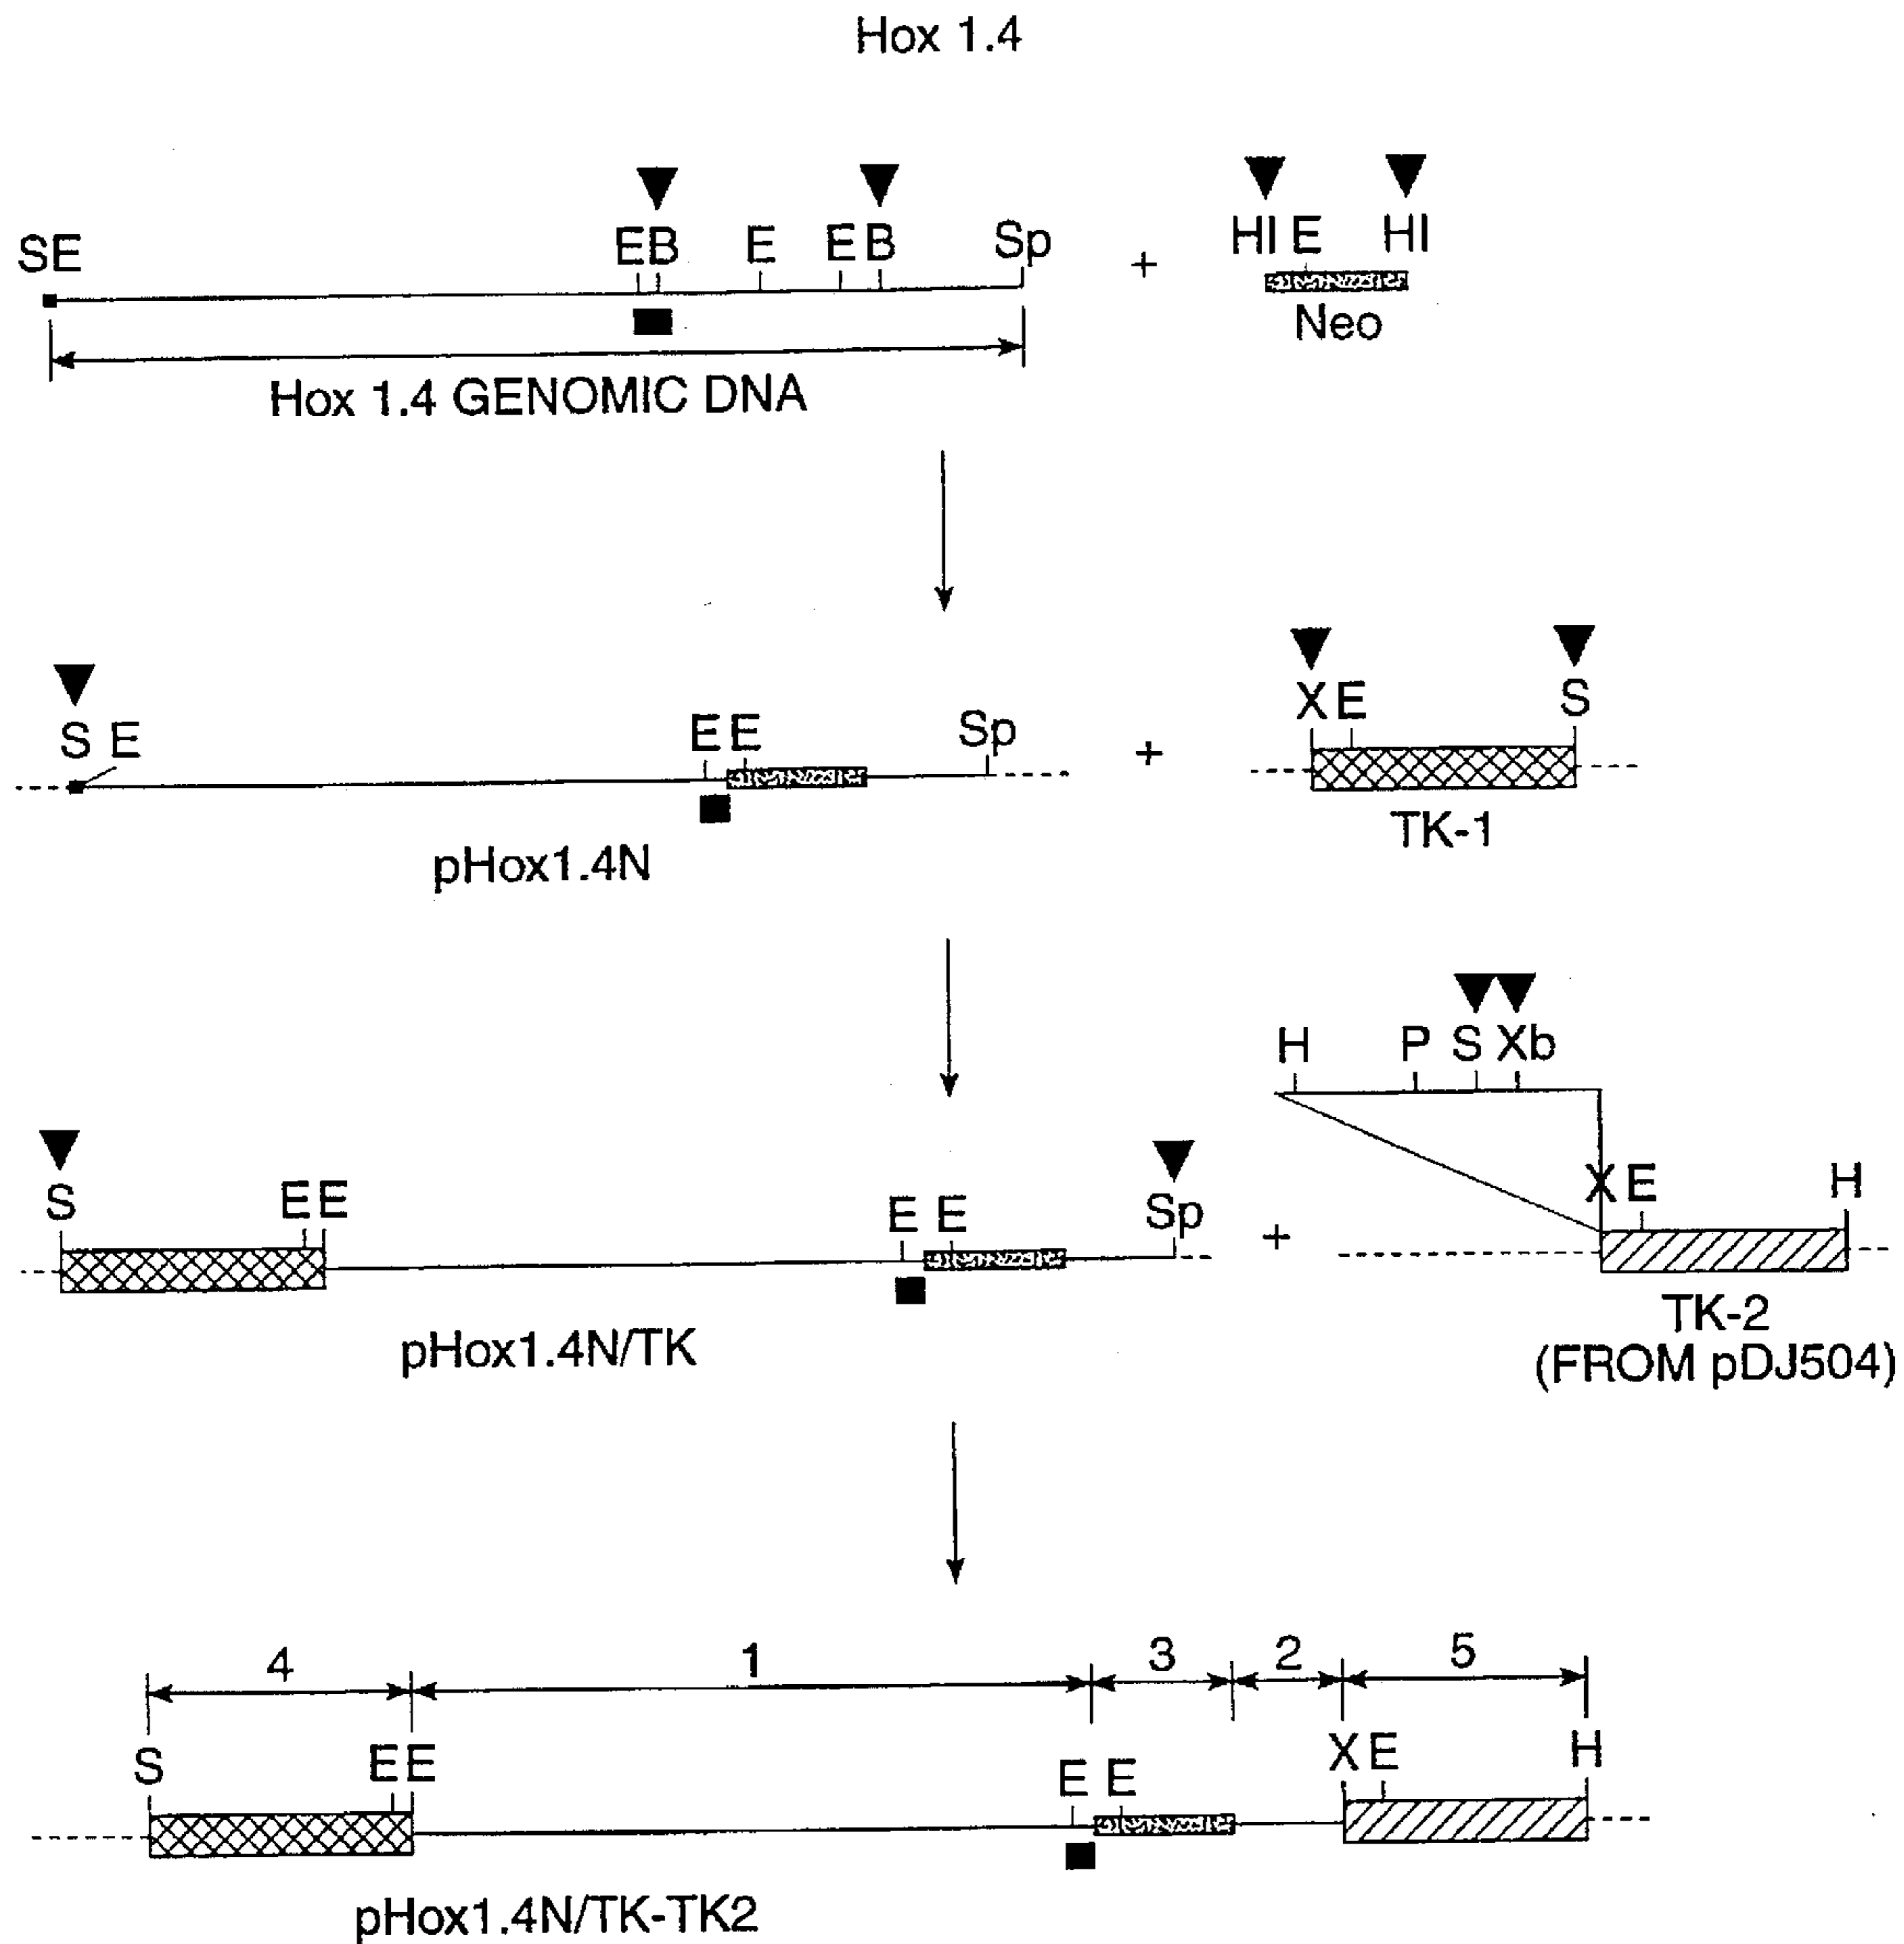 Hox 1.4
SE EB E E B Sp + HI E HI
Neo
Hox 1.4 GENOMIC DNA
S E E E Sp + X E S
TK-1
pHox1.4N
H P S Xb
S E E E E Sp + X E H
TK-2
(FROM pDJ504)
pHox1.4N/TK
4 1 3 2 5
S E E E E X E H
pHox1.4N/TK-TK2